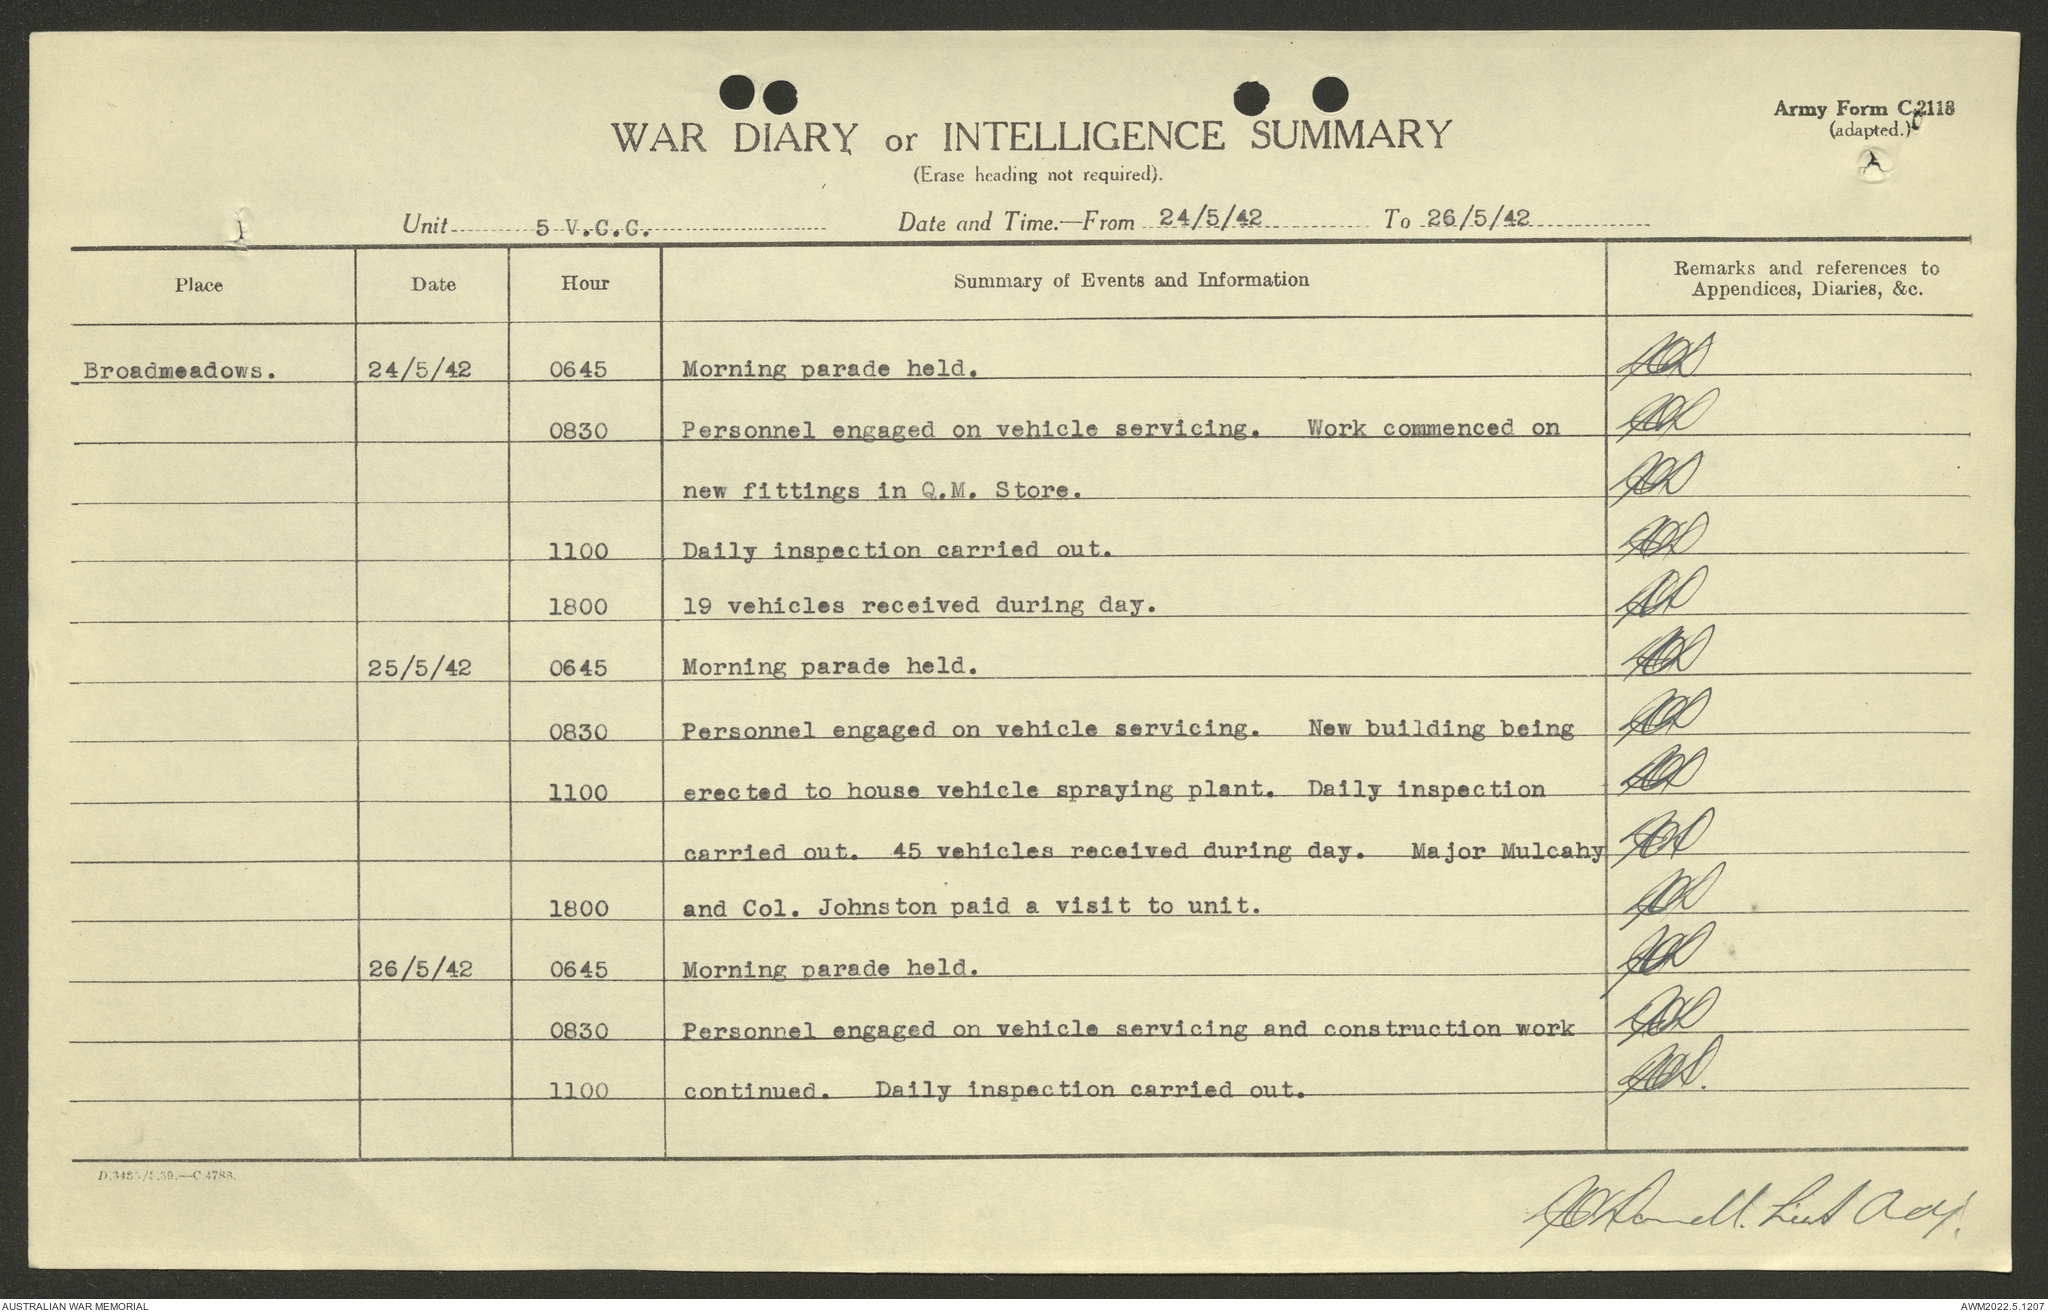 Army Form C.2118
(adapted.)
WAR DIARY or INTELLIGENCE SUMMARY
(Erase heading not required).
Unit 5 V.C.C. Date and Time.—From 24/5/42 To 26/5/42
Place Date Hour Summary of Events and Information Remarks and references to Appendices, Diaries, &c.
Broadmeadows. 24/5/42 0645 Morning parade held.
0830 Personnel engaged on vehicle servicing. Work commenced on
new fittings in Q.M. Store.
1100 Daily inspection carried out.
1800 19 vehicles received during day.
25/5/42 0645 Morning parade held.
0830 Personnel engaged on vehicle servicing. New building being
1100 erected to house vehicle spraying plant. Daily inspection
carried out. 45 vehicles received during day. Major Mulcahy
1800 and Col. Johnston paid a visit to unit.
26/5/42 0645 Morning parade held.
0830 Personnel engaged on vehicle servicing and construction work
1100 continued. Daily inspection carried out.
D.3435/5.39.—C.4788.
Lieut Adj.
AUSTRALIAN WAR MEMORIAL
AWM2022.5.1207